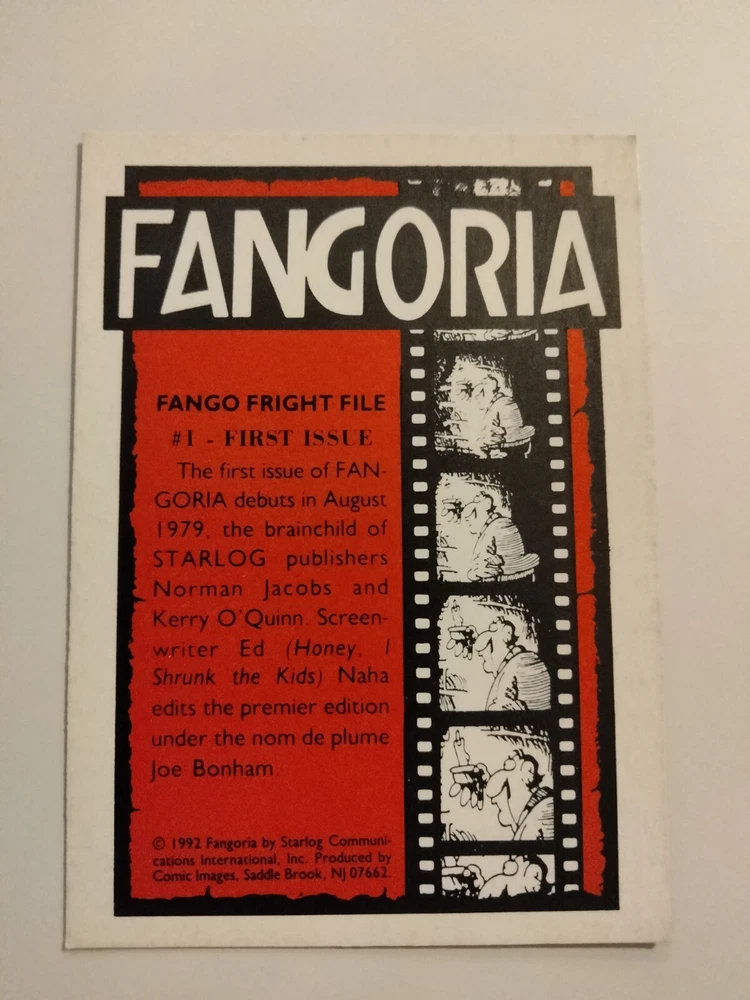 FANGORIA
FANGO FRIGHT FILE
#1 - FIRST ISSUE
The first issue of FAN-
GORIA debuts in August
1979, the brainchild of
STARLOG publishers
Norman Jacobs and
Kerry O'Quinn. Screen-
writer Ed (Honey, I
Shrunk the Kids) Naha
edits the premier edition
under the nom de plume
Joe Bonham.
© 1992 Fangoria by Starlog Communi-
cations International, Inc. Produced by
Comic Images, Saddle Brook, NJ 07662.